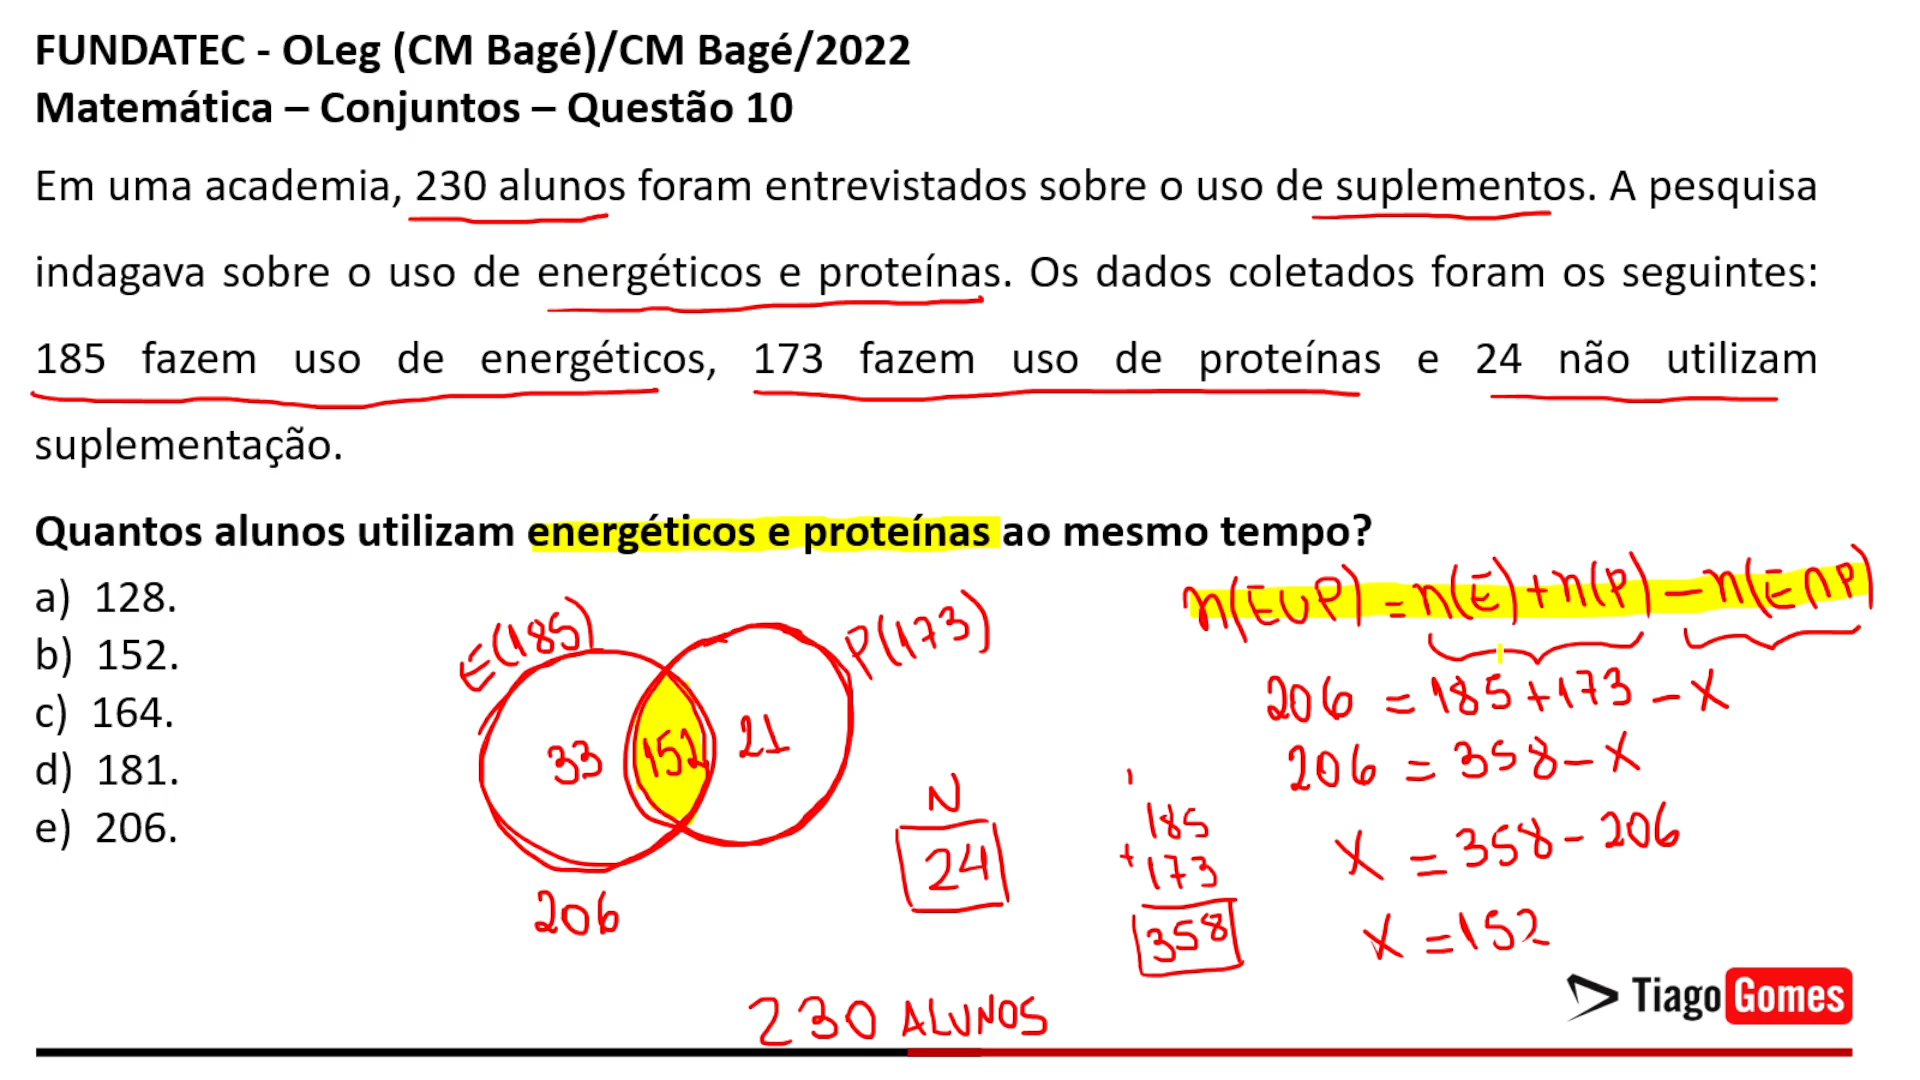 FUNDATEC - OLeg (CM Bagé)/CM Bagé/2022
Matemática – Conjuntos – Questão 10
Em uma academia, 230 alunos foram entrevistados sobre o uso de suplementos. A pesquisa
indagava sobre o uso de energéticos e proteínas. Os dados coletados foram os seguintes:
185 fazem uso de energéticos, 173 fazem uso de proteínas e 24 não utilizam
suplementação.
Quantos alunos utilizam energéticos e proteínas ao mesmo tempo?
a) 128.
b) 152.
c) 164.
d) 181.
e) 206.
E(185)
P(173)
33
152
21
206
N
24
1
185
+173
358
n(EUP) = n(E)+n(P) – n(E∩P)
206 = 185+173 – X
206 = 358 – X
X = 358 - 206
X = 152
230 ALUNOS
Tiago Gomes